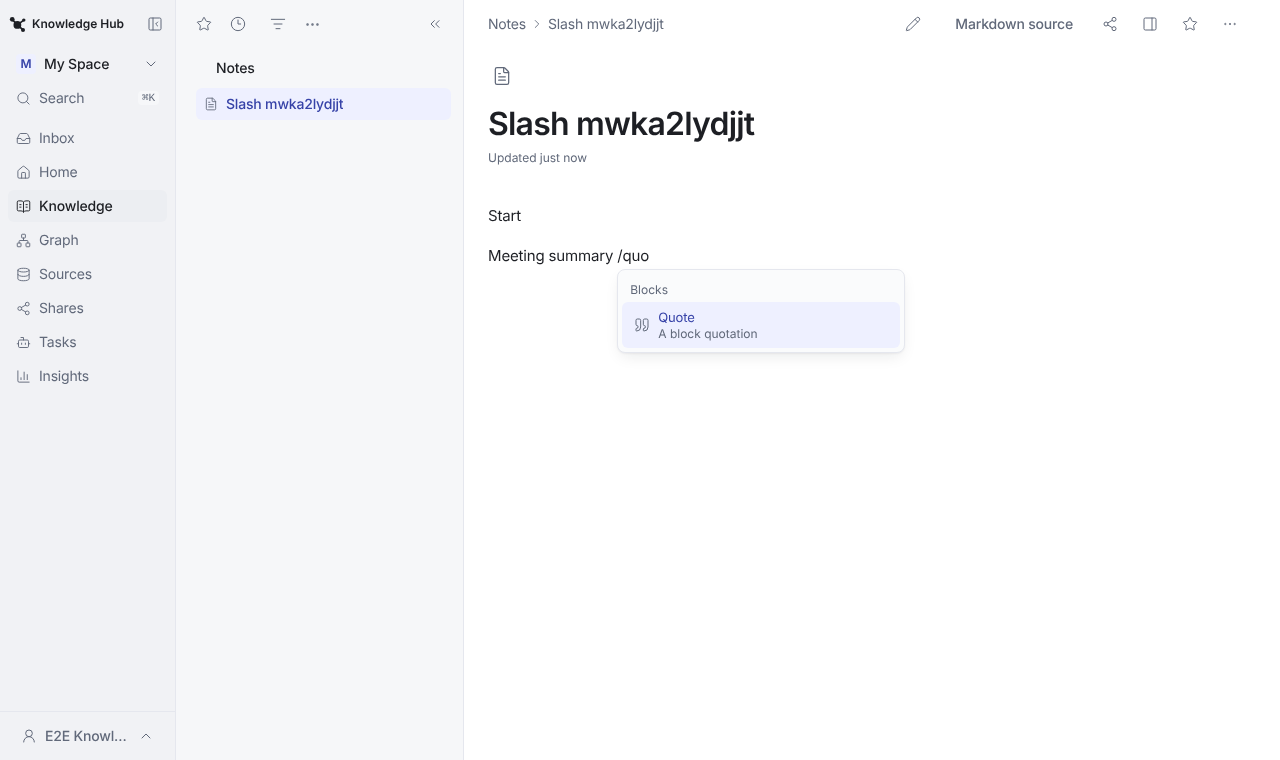 Knowledge Hub
M My Space
Search ⌘K
Inbox
Home
Knowledge
Graph
Sources
Shares
Tasks
Insights
E2E Knowl...
Notes
Slash mwka2lydjjt
Notes > Slash mwka2lydjjt
Markdown source
Slash mwka2lydjjt
Updated just now
Start
Meeting summary /quo
Blocks
Quote
A block quotation